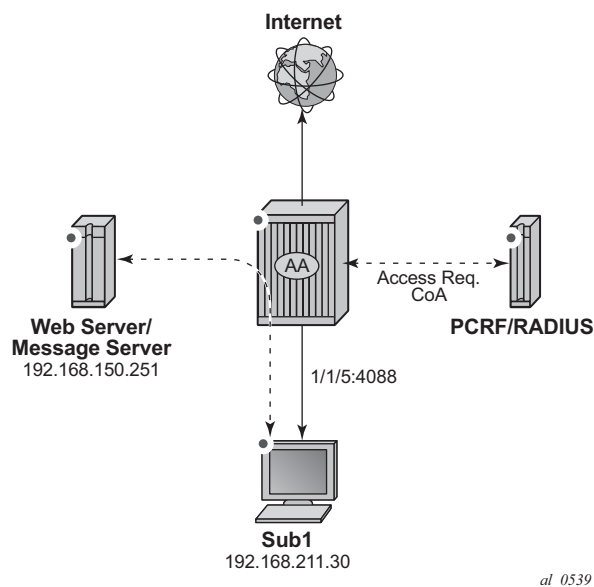 Internet
AA
Access Req.
CoA
Web Server/
Message Server
192.168.150.251
PCRF/RADIUS
1/1/5:4088
Sub1
192.168.211.30
al_0539